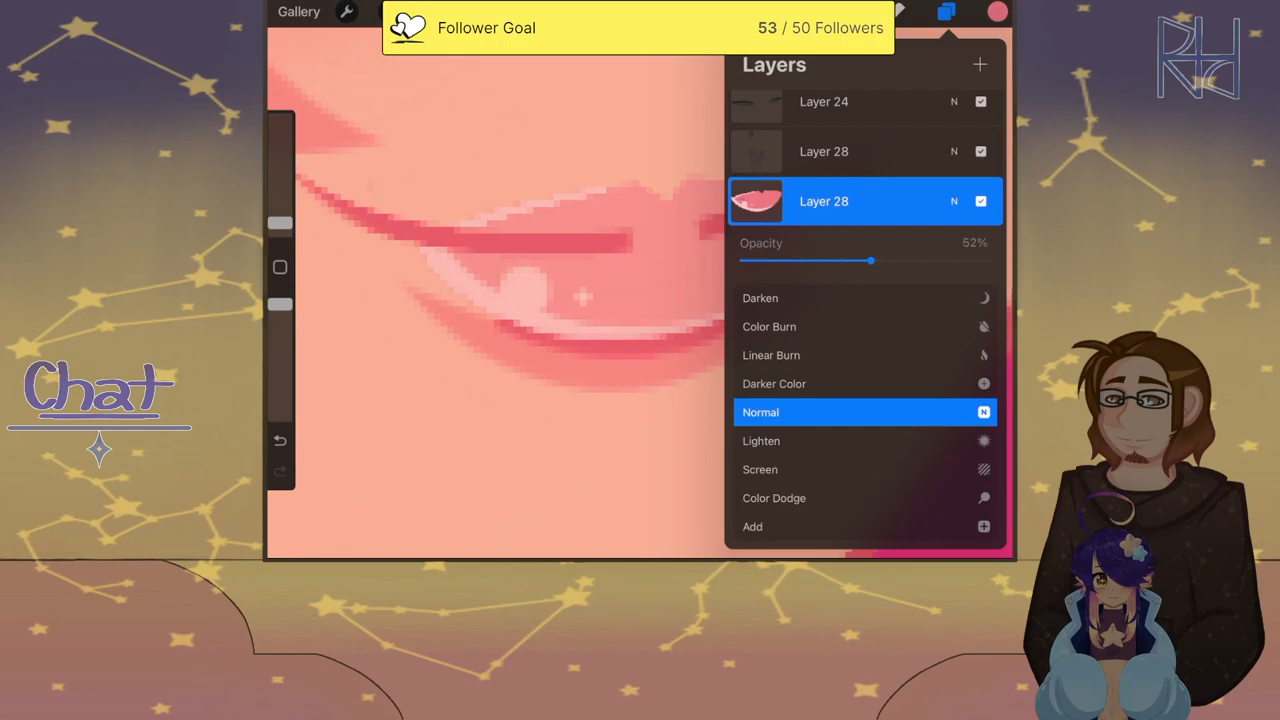 Gallery
Follower Goal
53 / 50 Followers
Layers
Layer 24
N
Layer 28
N
Layer 28
N
Opacity
52%
Darken
Color Burn
Linear Burn
Darker Color
Normal
N
Lighten
Screen
Color Dodge
Add
Chat